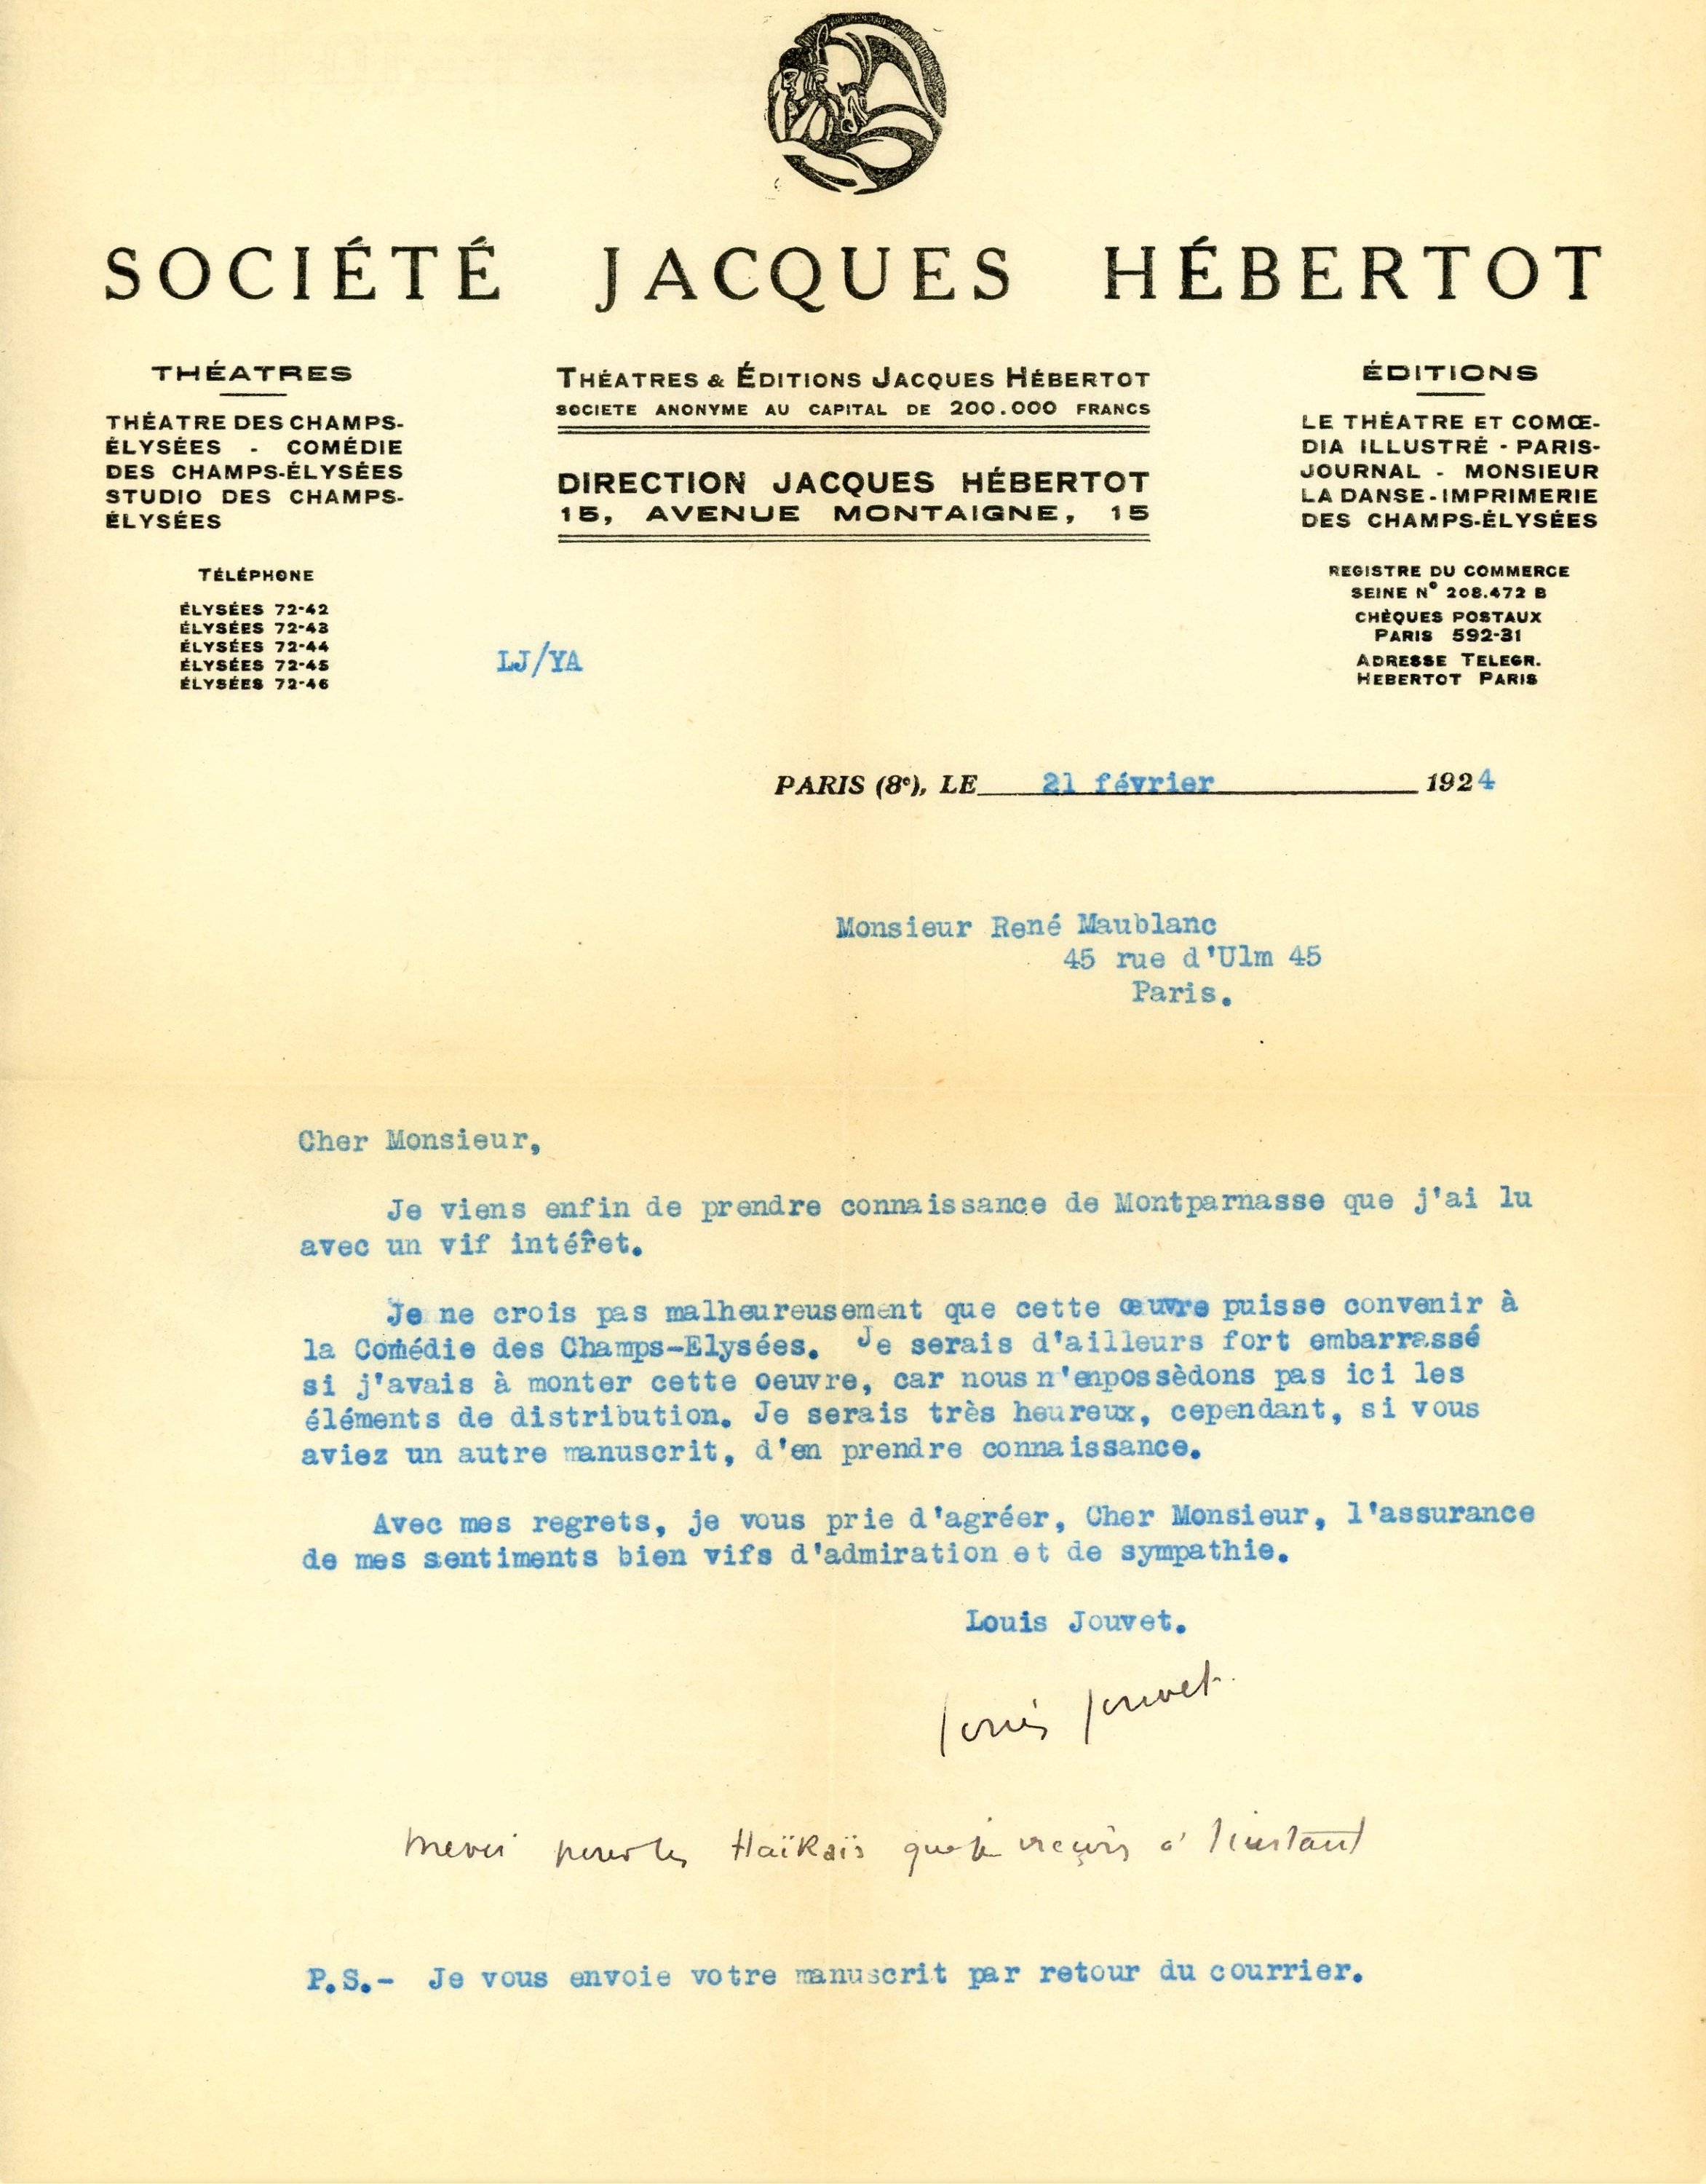 SOCIÉTÉ JACQUES HÉBERTOT
THÉATRES
THÉATRE DES CHAMPS-
ÉLYSÉES - COMÉDIE
DES CHAMPS-ÉLYSÉES
STUDIO DES CHAMPS-
ÉLYSÉES
TÉLÉPHONE
ÉLYSÉES 72-42
ÉLYSÉES 72-43
ÉLYSÉES 72-44
ÉLYSÉES 72-45
ÉLYSÉES 72-46
THÉATRES & ÉDITIONS JACQUES HÉBERTOT
SOCIETE ANONYME AU CAPITAL DE 200.000 FRANCS
DIRECTION JACQUES HÉBERTOT
15, AVENUE MONTAIGNE, 15
ÉDITIONS
LE THÉATRE ET COMŒ-
DIA ILLUSTRÉ - PARIS-
JOURNAL - MONSIEUR
LA DANSE - IMPRIMERIE
DES CHAMPS-ÉLYSÉES
REGISTRE DU COMMERCE
SEINE N° 208.472 B
CHÈQUES POSTAUX
PARIS 592-31
ADRESSE TELEGR.
HEBERTOT PARIS
LJ/YA
PARIS (8e), LE 21 février 1924
Monsieur René Maublanc
45 rue d'Ulm 45
Paris.
Cher Monsieur,
Je viens enfin de prendre connaissance de Montparnasse que j'ai lu
avec un vif intérêt.
Je ne crois pas malheureusement que cette œuvre puisse convenir à
la Comédie des Champs-Elysées. Je serais d'ailleurs fort embarrassé
si j'avais à monter cette oeuvre, car nous n'en possèdons pas ici les
éléments de distribution. Je serais très heureux, cependant, si vous
aviez un autre manuscrit, d'en prendre connaissance.
Avec mes regrets, je vous prie d'agréer, Cher Monsieur, l'assurance
de mes sentiments bien vifs d'admiration et de sympathie.
Louis Jouvet.
Louis Jouvet
Merci pour les Haïkaïs que je reçois à l'instant
P.S.- Je vous envoie votre manuscrit par retour du courrier.